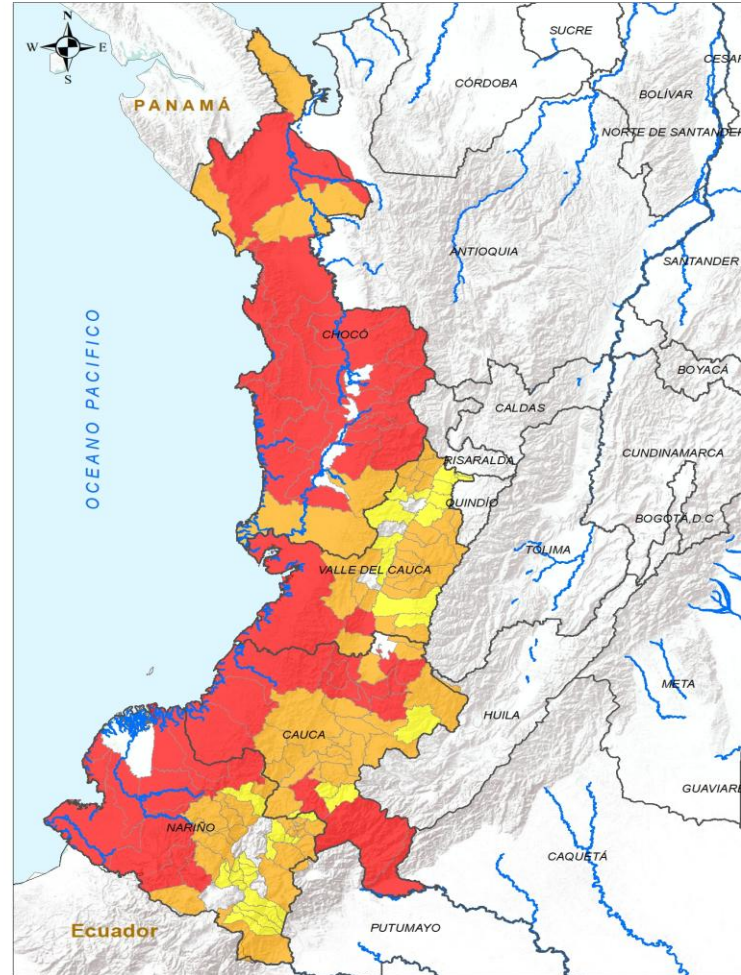 N
W E
S
SUCRE
CESAR
CÓRDOBA
BOLÍVAR
PANAMÁ
NORTE DE SANTANDER
ANTIOQUIA
SANTANDER
OCEANO PACIFICO
CHOCÓ
BOYACÁ
CALDAS
CUNDINAMARCA
RISARALDA
QUINDÍO
BOGOTÁ,D.C
TOLIMA
VALLE DEL CAUCA
META
HUILA
CAUCA
GUAVIARE
NARIÑO
CAQUETÁ
Ecuador
PUTUMAYO